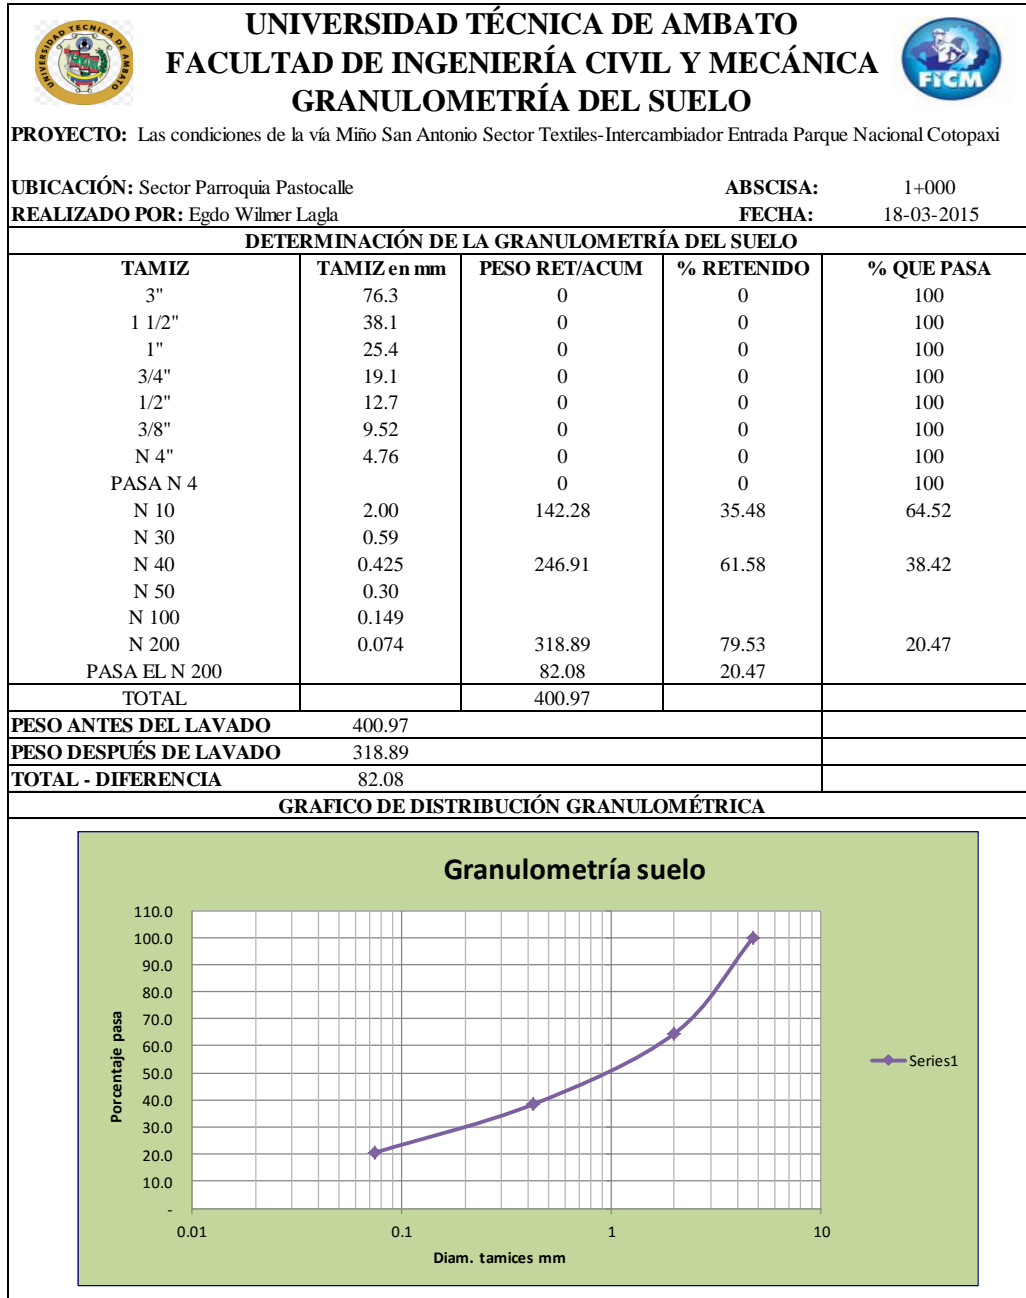 UNIVERSIDAD TÉCNICA DE AMBATO
FACULTAD DE INGENIERÍA CIVIL Y MECÁNICA
GRANULOMETRÍA DEL SUELO
UNIVERSIDAD TECNICA DE AMBATO
FICM
PROYECTO: Las condiciones de la vía Miño San Antonio Sector Textiles-Intercambiador Entrada Parque Nacional Cotopaxi
UBICACIÓN: Sector Parroquia Pastocalle ABSCISA: 1+000
REALIZADO POR: Egdo Wilmer Lagla FECHA: 18-03-2015
DETERMINACIÓN DE LA GRANULOMETRÍA DEL SUELO
TAMIZ TAMIZ en mm PESO RET/ACUM % RETENIDO % QUE PASA
3" 76.3 0 0 100
1 1/2" 38.1 0 0 100
1" 25.4 0 0 100
3/4" 19.1 0 0 100
1/2" 12.7 0 0 100
3/8" 9.52 0 0 100
N 4" 4.76 0 0 100
PASA N 4 0 0 100
N 10 2.00 142.28 35.48 64.52
N 30 0.59
N 40 0.425 246.91 61.58 38.42
N 50 0.30
N 100 0.149
N 200 0.074 318.89 79.53 20.47
PASA EL N 200 82.08 20.47
TOTAL 400.97
PESO ANTES DEL LAVADO 400.97
PESO DESPUÉS DE LAVADO 318.89
TOTAL - DIFERENCIA 82.08
GRAFICO DE DISTRIBUCIÓN GRANULOMÉTRICA
Granulometría suelo
Porcentaje pasa
110.0
100.0
90.0
80.0
70.0
60.0
50.0
40.0
30.0
20.0
10.0
-
0.01 0.1 1 10
Diam. tamices mm
Series1